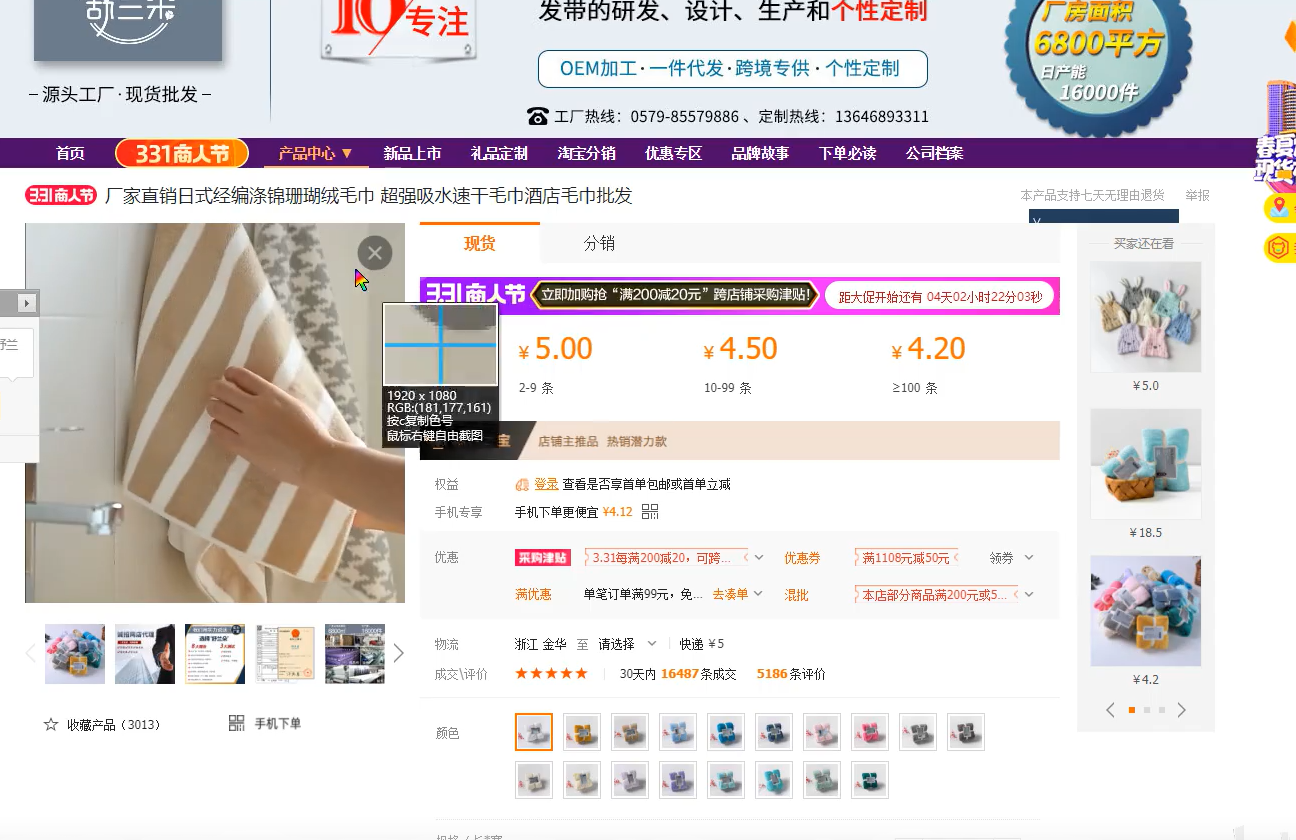 专注
发带的研发、设计、生产和个性定制
OEM加工·一件代发·跨境专供·个性定制
源头工厂·现货批发
工厂热线：0579-85579886、定制热线：13646893311
厂房面积
6800平方
日产能
16000件
首页 331商人节 产品中心▼ 新品上市 礼品定制 淘宝分销 优惠专区 品牌故事 下单必读 公司档案
331商人节 厂家直销日式经编涤锦珊瑚绒毛巾 超强吸水速干毛巾酒店毛巾批发
本产品支持七天无理由退货 举报
现货 分销
买家还在看
331商人节 立即加购抢“满200减20元”跨店铺采购津贴! 距大促开始还有 04天02小时22分03秒
¥5.00 ¥4.50 ¥4.20
2-9 条 10-99 条 ≥100 条
1920 x 1080
RGB:(181,177,161)
按c复制色号
鼠标右键自由截图
宝 店铺主推品 热销潜力款
¥5.0
权益 登录 查看是否享首单包邮或首单立减
手机专享 手机下单更便宜 ¥4.12
¥18.5
优惠 采购津贴 3.31每满200减20，可跨... 优惠券 满1108元减50元 领券
满优惠 单笔订单满99元，免... 去凑单 混批 本店部分商品满200元或5...
物流 浙江 金华 至 请选择 快递 ¥5
成交\评价 ★★★★★ 30天内 16487条成交 5186条评价
¥4.2
收藏产品（3013） 手机下单
颜色